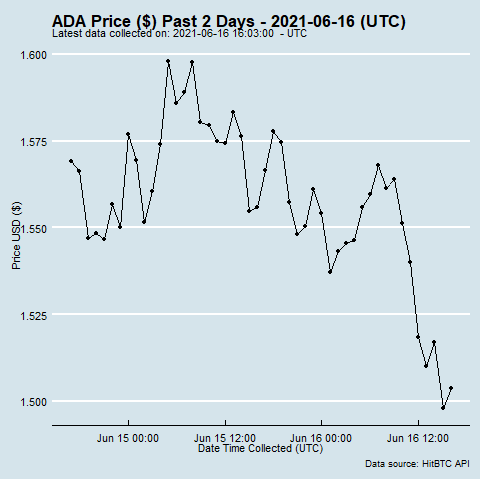 ADA Price ($) Past 2 Days - 2021-06-16 (UTC)
Latest data collected on: 2021-06-16 16:03:00  - UTC
1.600
1.575
1.550
1.525
1.500
Price USD ($)
Jun 15 00:00
Jun 15 12:00
Jun 16 00:00
Jun 16 12:00
Date Time Collected (UTC)
Data source: HitBTC API